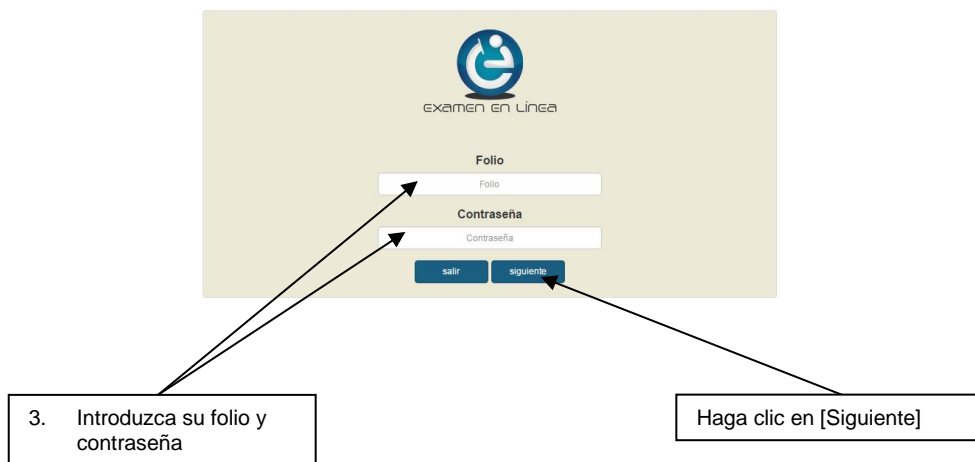 examen en Línea
Folio
Folio
Contraseña
Contraseña
salir siguiente
3. Introduzca su folio y
contraseña
Haga clic en [Siguiente]